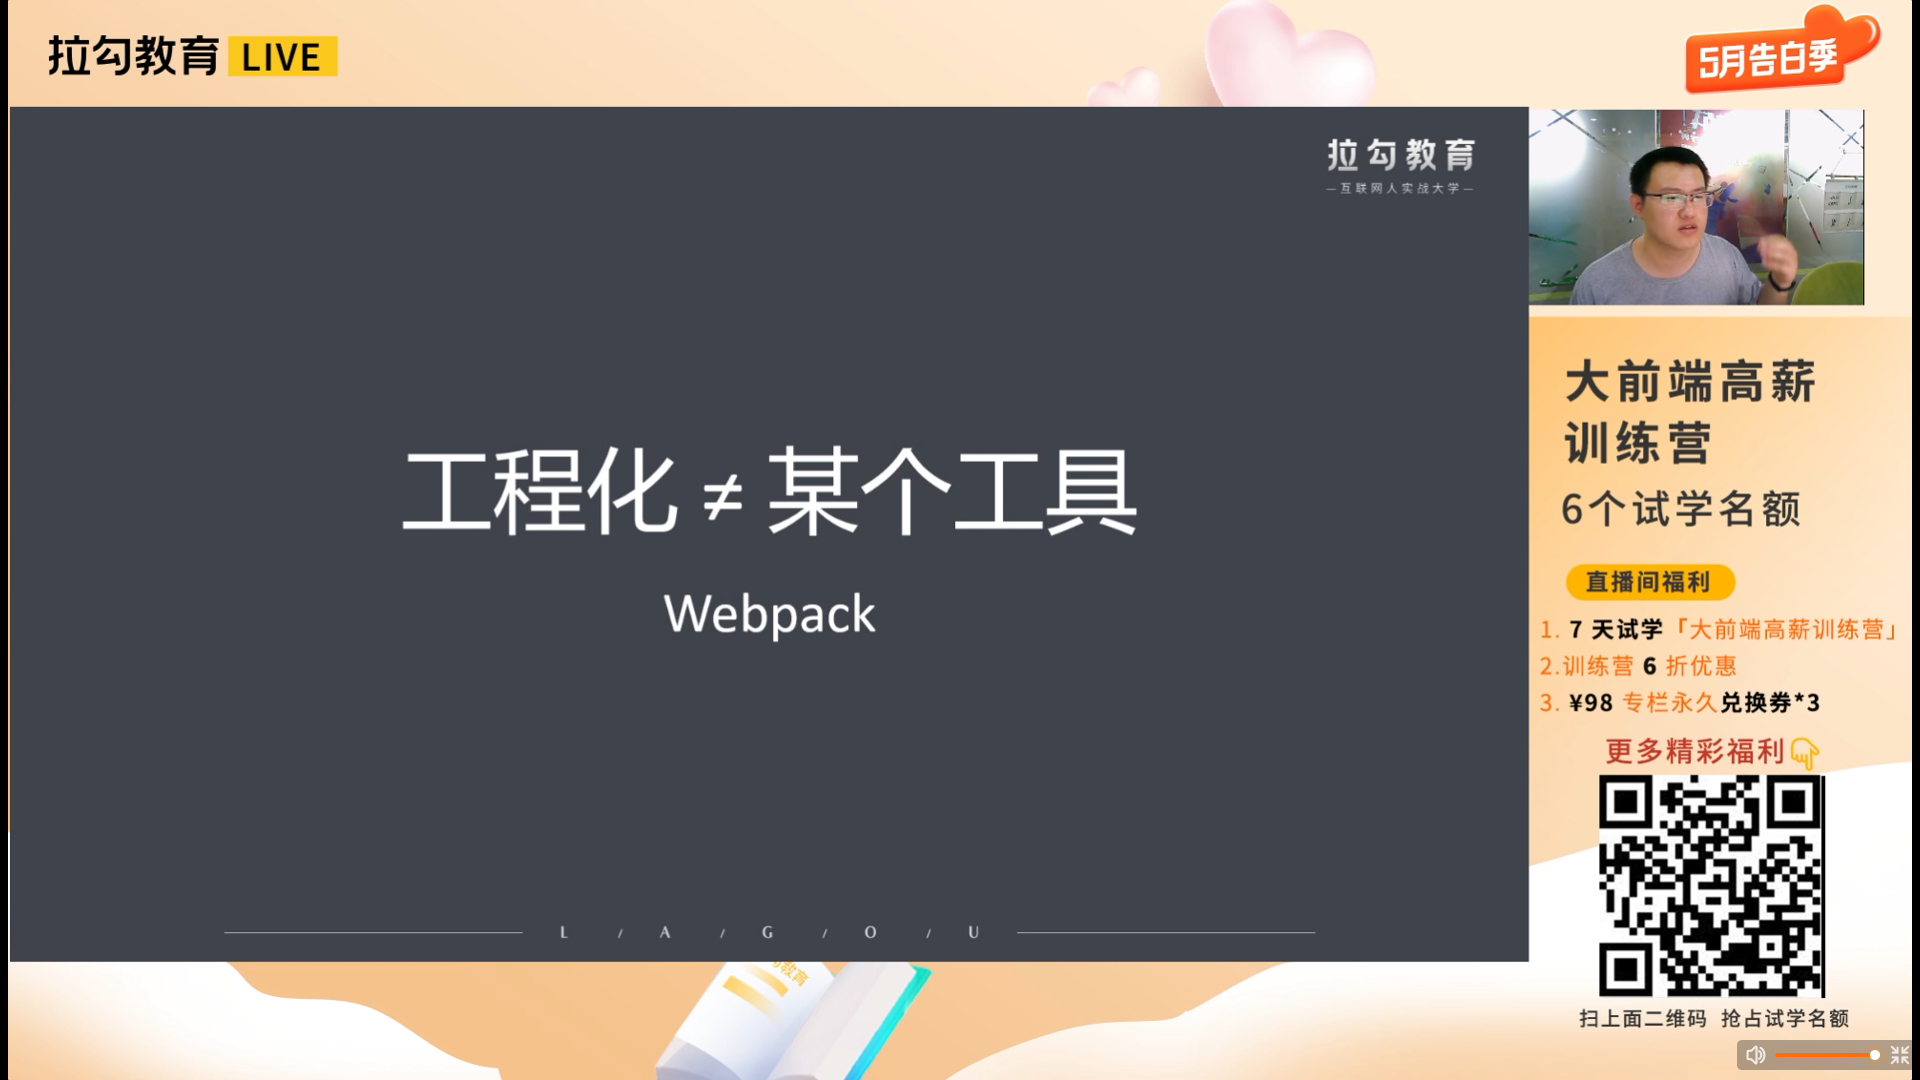 拉勾教育 LIVE
5月告白季
拉勾教育
—互联网人实战大学—
工程化 ≠ 某个工具
Webpack
L / A / G / O / U
大前端高薪
训练营
6个试学名额
直播间福利
1. 7 天试学「大前端高薪训练营」
2.训练营 6 折优惠
3. ¥98 专栏永久兑换券*3
更多精彩福利
扫上面二维码 抢占试学名额
教育